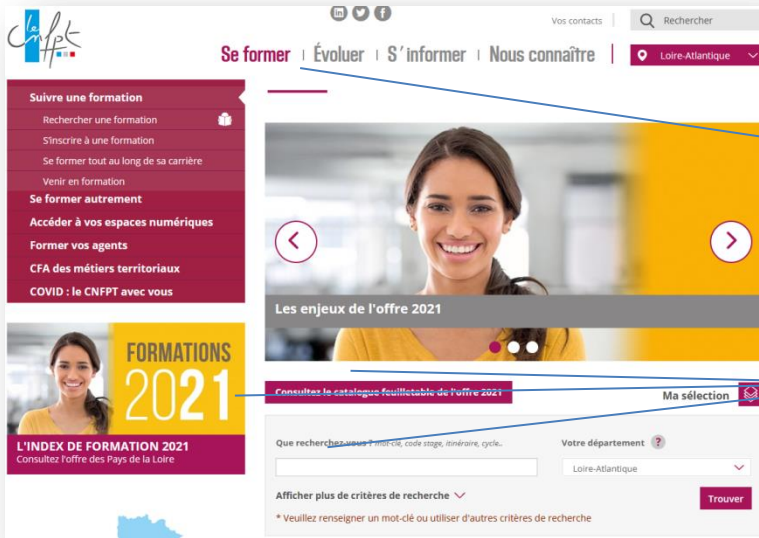 le cnfpt
Vos contacts
Rechercher
Se former
Évoluer
S'informer
Nous connaître
Loire-Atlantique
Suivre une formation
Rechercher une formation
S'inscrire à une formation
Se former tout au long de sa carrière
Venir en formation
Se former autrement
Accéder à vos espaces numériques
Former vos agents
CFA des métiers territoriaux
COVID : le CNFPT avec vous
Les enjeux de l'offre 2021
FORMATIONS
2021
L'INDEX DE FORMATION 2021
Consultez l'offre des Pays de la Loire
Consultez le catalogue feuilletable de l'offre 2021
Ma sélection
Que recherchez-vous ? mot-clé, code stage, itinéraire, cycle..
Votre département ?
Loire-Atlantique
Afficher plus de critères de recherche
Trouver
* Veuillez renseigner un mot-clé ou utiliser d'autres critères de recherche